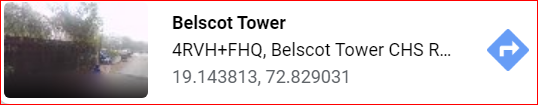 Belscot Tower
4RVH+FHQ, Belscot Tower CHS R...
19.143813, 72.829031